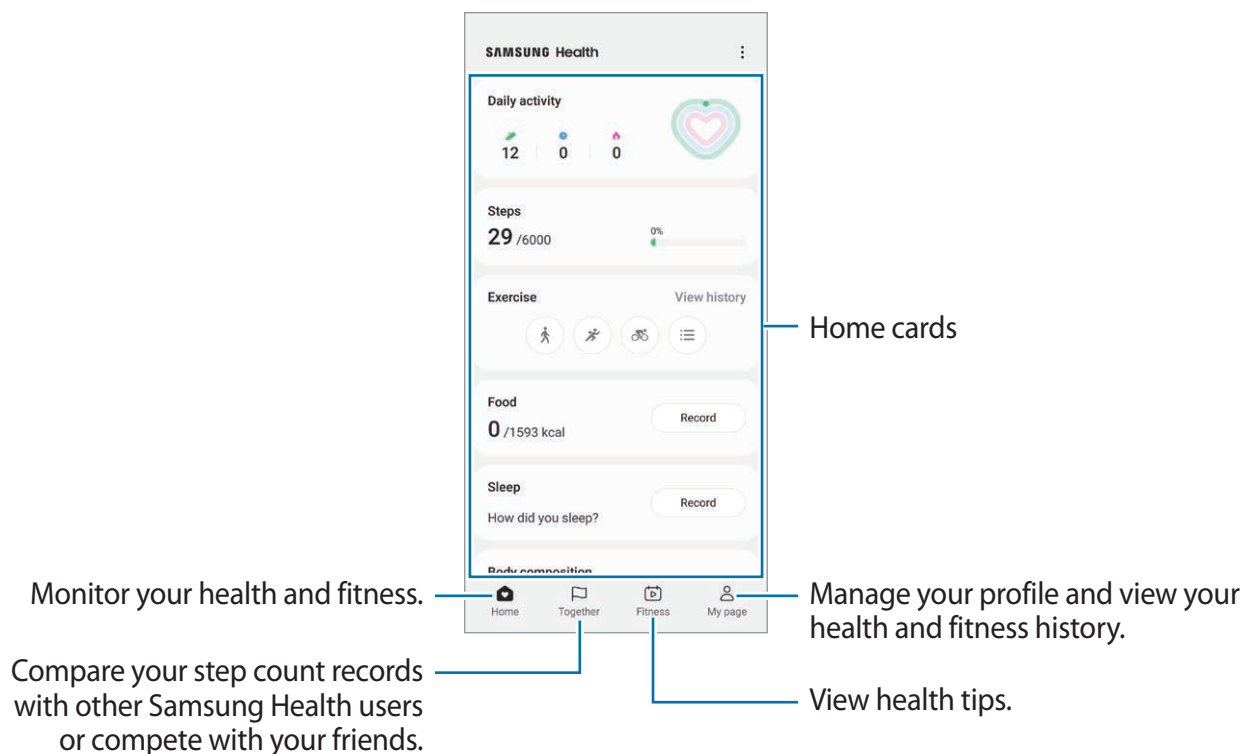 SAMSUNG Health
Daily activity
12 0 0
Steps
29 /6000
0%
Exercise View history
Home cards
Food
0 /1593 kcal
Record
Sleep
How did you sleep?
Record
Body composition
Home Together Fitness My page
Monitor your health and fitness.
Compare your step count records
with other Samsung Health users
or compete with your friends.
Manage your profile and view your
health and fitness history.
View health tips.